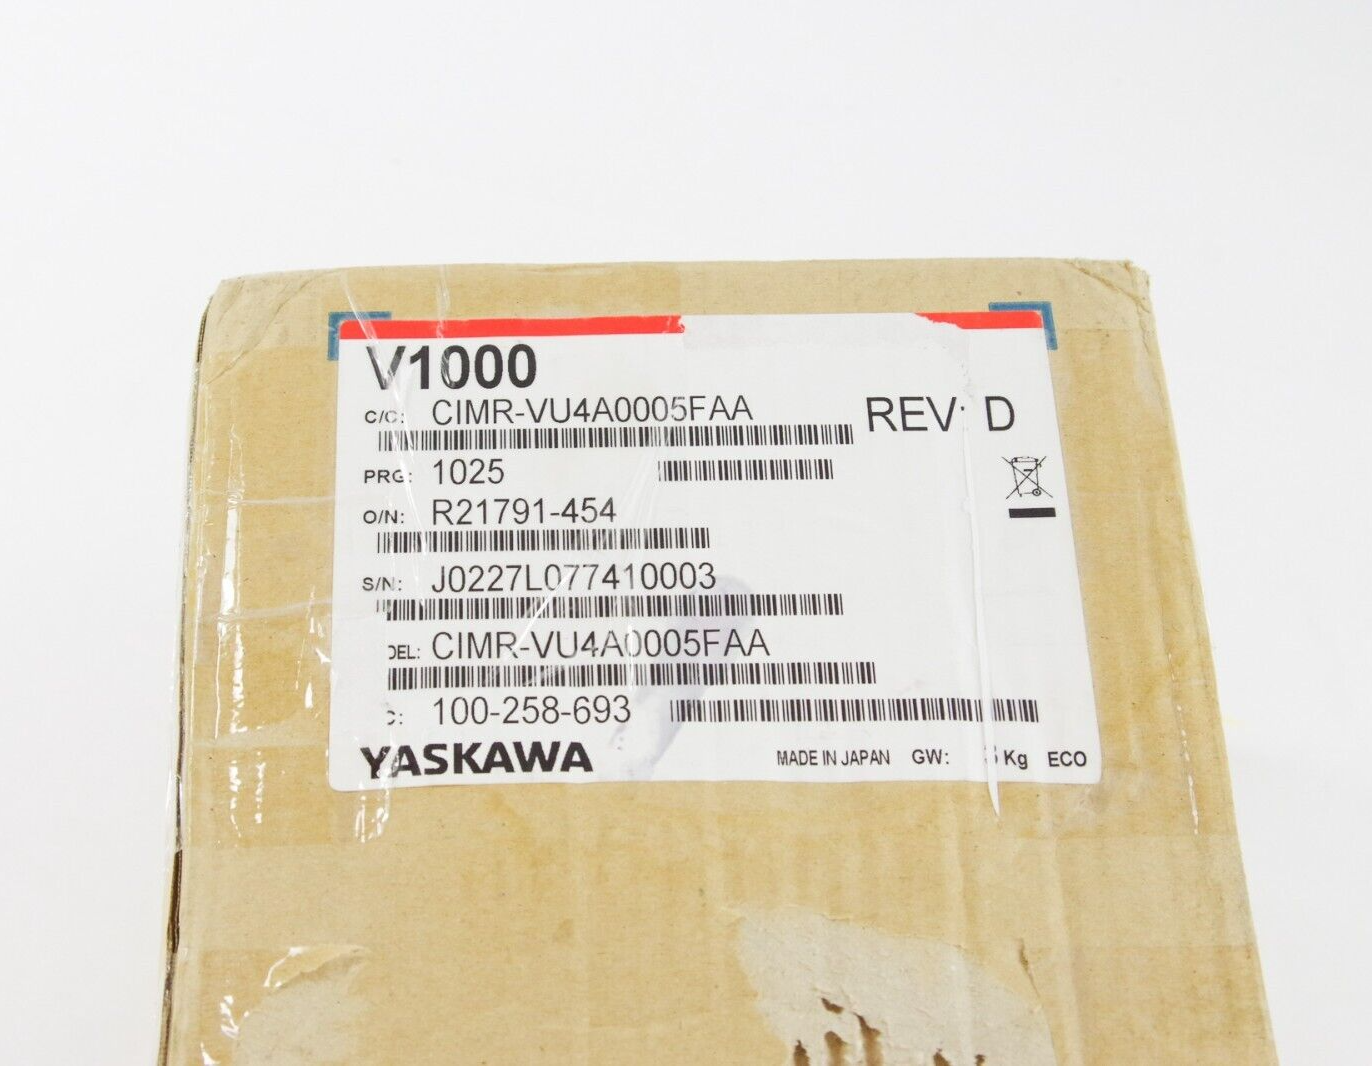 V1000
C/C: CIMR-VU4A0005FAA REV: D
PRG: 1025
O/N: R21791-454
S/N: J0227L077410003
DEL: CIMR-VU4A0005FAA
C: 100-258-693
YASKAWA MADE IN JAPAN GW: Kg ECO